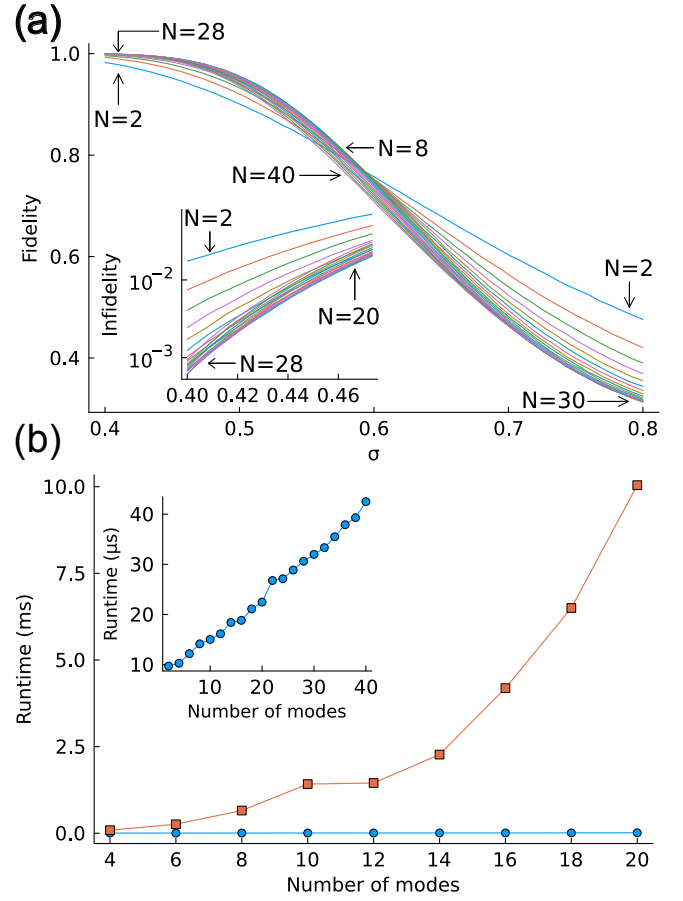 (a)
N=28
1.0
N=2
0.8
N=8
N=40
Fidelity
0.6
0.4
N=2
Infidelity
10⁻²
10⁻³
N=20
N=28
0.40 0.42 0.44 0.46
N=2
N=30
0.4 0.5 0.6 0.7 0.8
σ
(b)
10.0
7.5
5.0
2.5
0.0
Runtime (ms)
40
30
20
10
Runtime (μs)
10 20 30 40
Number of modes
4 6 8 10 12 14 16 18 20
Number of modes